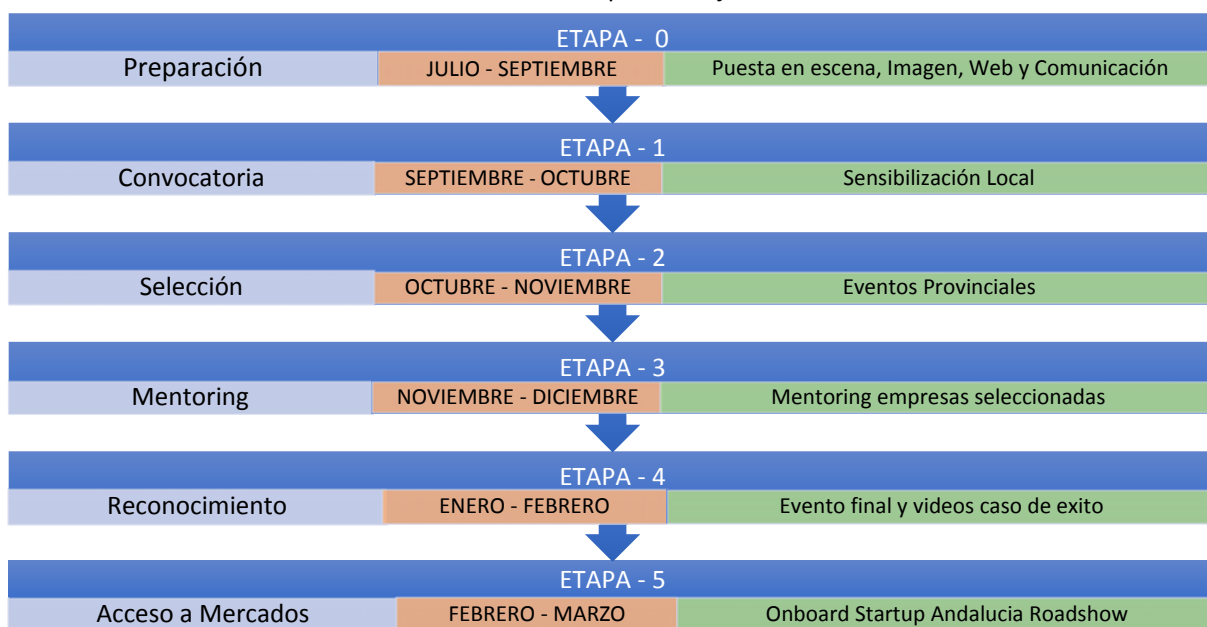 ETAPA - 0
Preparación JULIO - SEPTIEMBRE Puesta en escena, Imagen, Web y Comunicación
ETAPA - 1
Convocatoria SEPTIEMBRE - OCTUBRE Sensibilización Local
ETAPA - 2
Selección OCTUBRE - NOVIEMBRE Eventos Provinciales
ETAPA - 3
Mentoring NOVIEMBRE - DICIEMBRE Mentoring empresas seleccionadas
ETAPA - 4
Reconocimiento ENERO - FEBRERO Evento final y videos caso de exito
ETAPA - 5
Acceso a Mercados FEBRERO - MARZO Onboard Startup Andalucia Roadshow